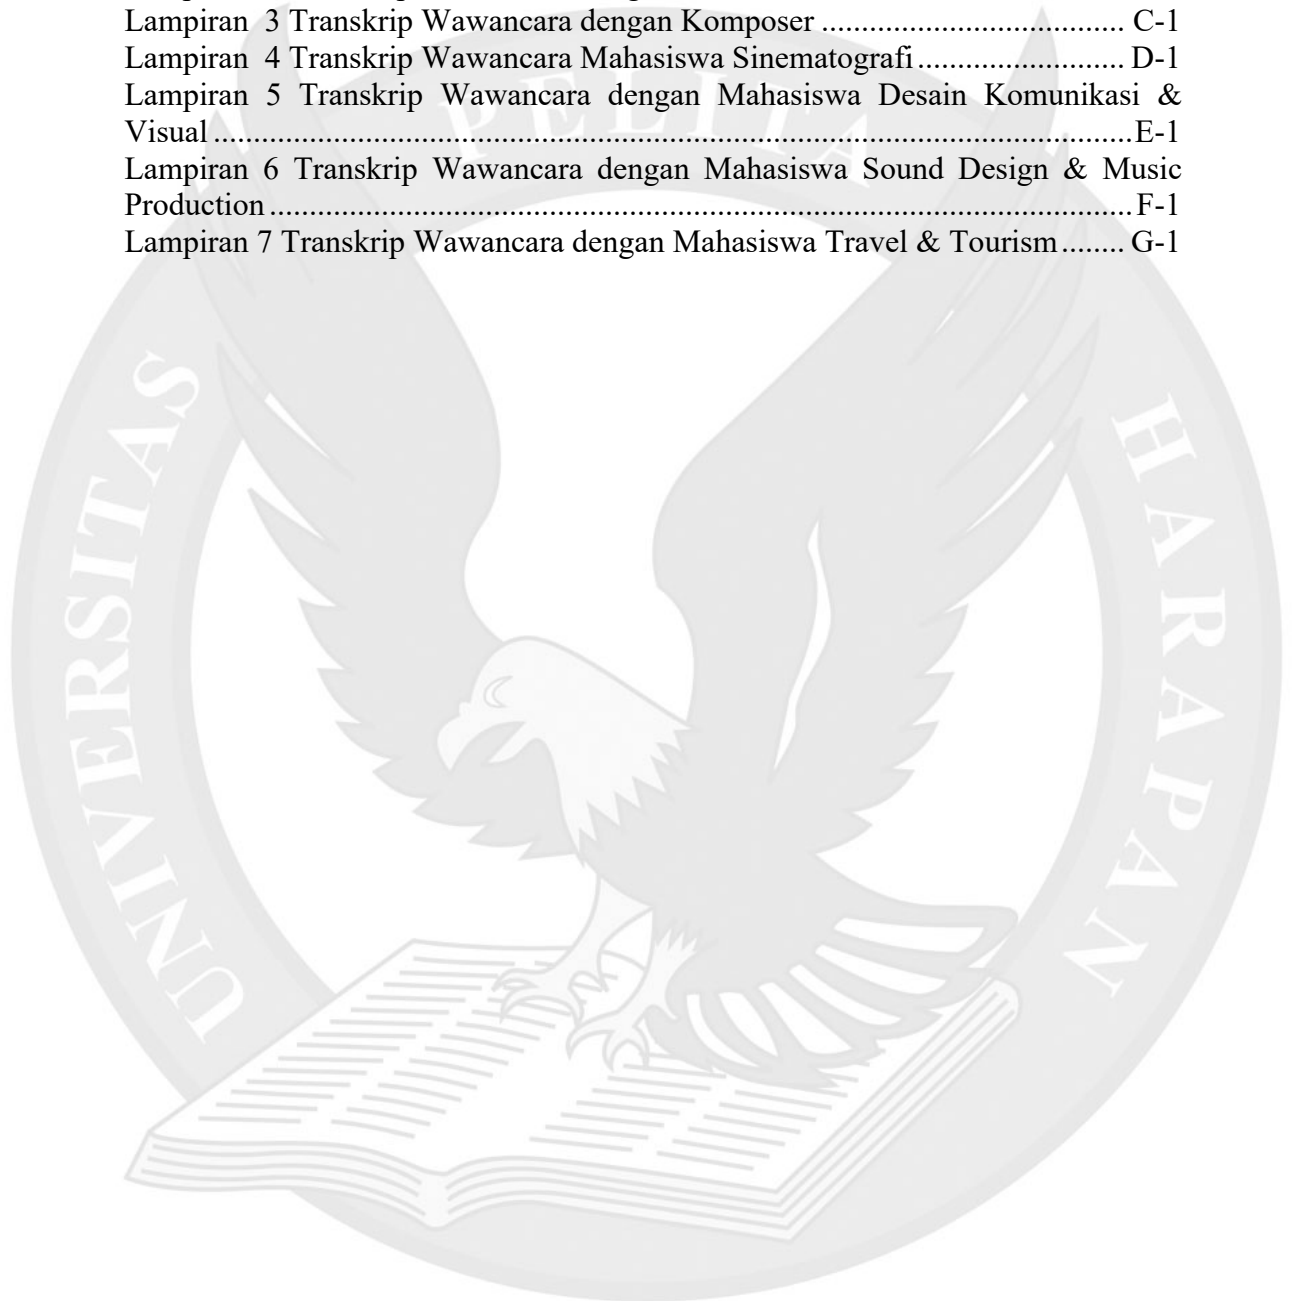 Lampiran 3 Transkrip Wawancara dengan Komposer ...................................... C-1
Lampiran 4 Transkrip Wawancara Mahasiswa Sinematografi .......................... D-1
Lampiran 5 Transkrip Wawancara dengan Mahasiswa Desain Komunikasi &
Visual .................................................................................................................... E-1
Lampiran 6 Transkrip Wawancara dengan Mahasiswa Sound Design & Music
Production ............................................................................................................. F-1
Lampiran 7 Transkrip Wawancara dengan Mahasiswa Travel & Tourism ........ G-1
UNIVERSITAS
PELITA
HARAPAN